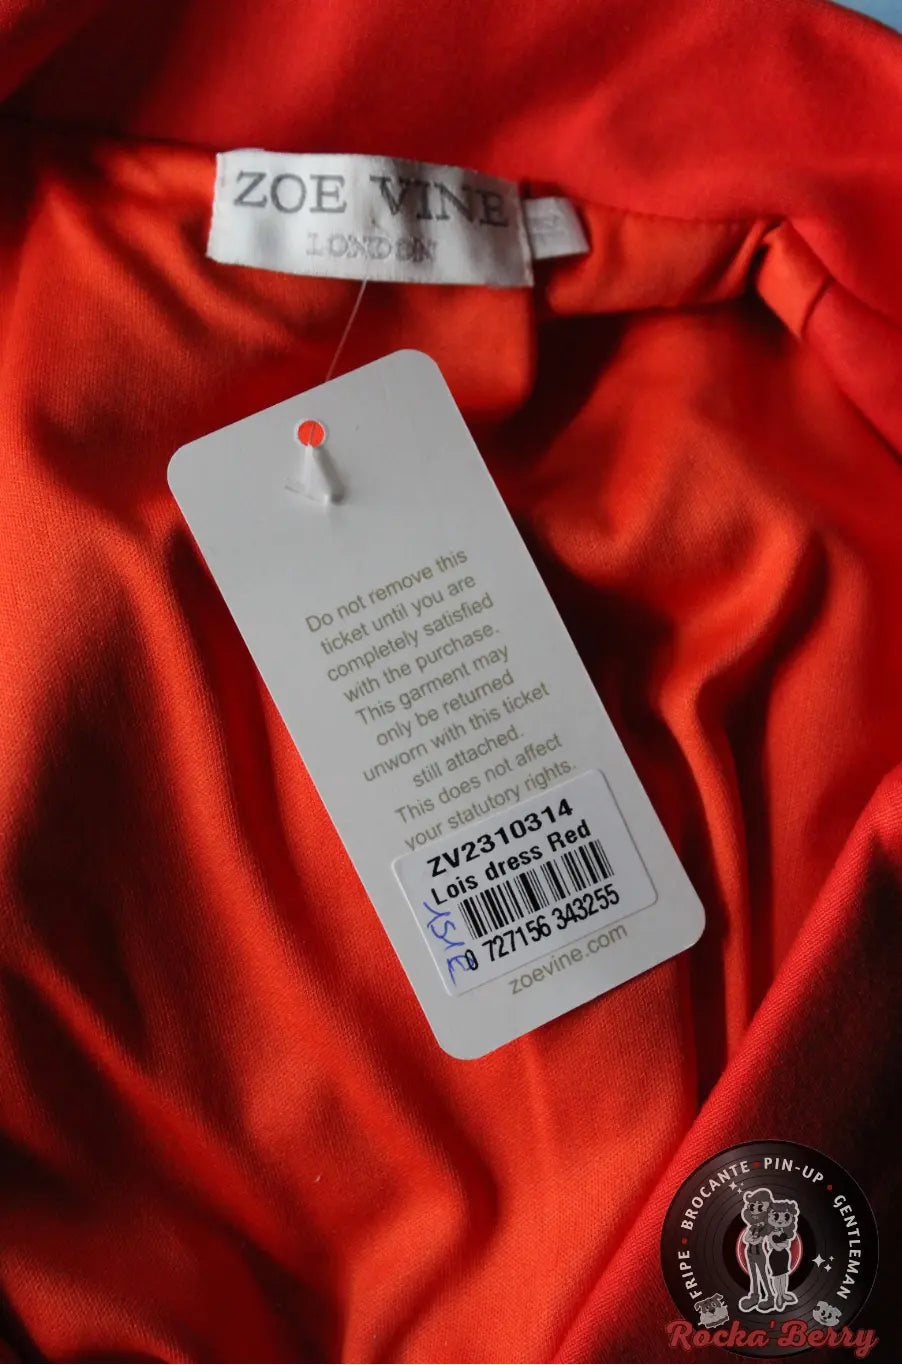 ZOE VINE
LONDON
Do not remove this
ticket until you are
completely satisfied
with the purchase.
This garment may
only be returned
unworn with this ticket
still attached.
This does not affect
your statutory rights.
ZV2310314
Lois dress Red
0 727156 343255
zoevine.com
FRIPE • BROCANTE • PIN-UP • GENTLEMAN
Rocka'Berry